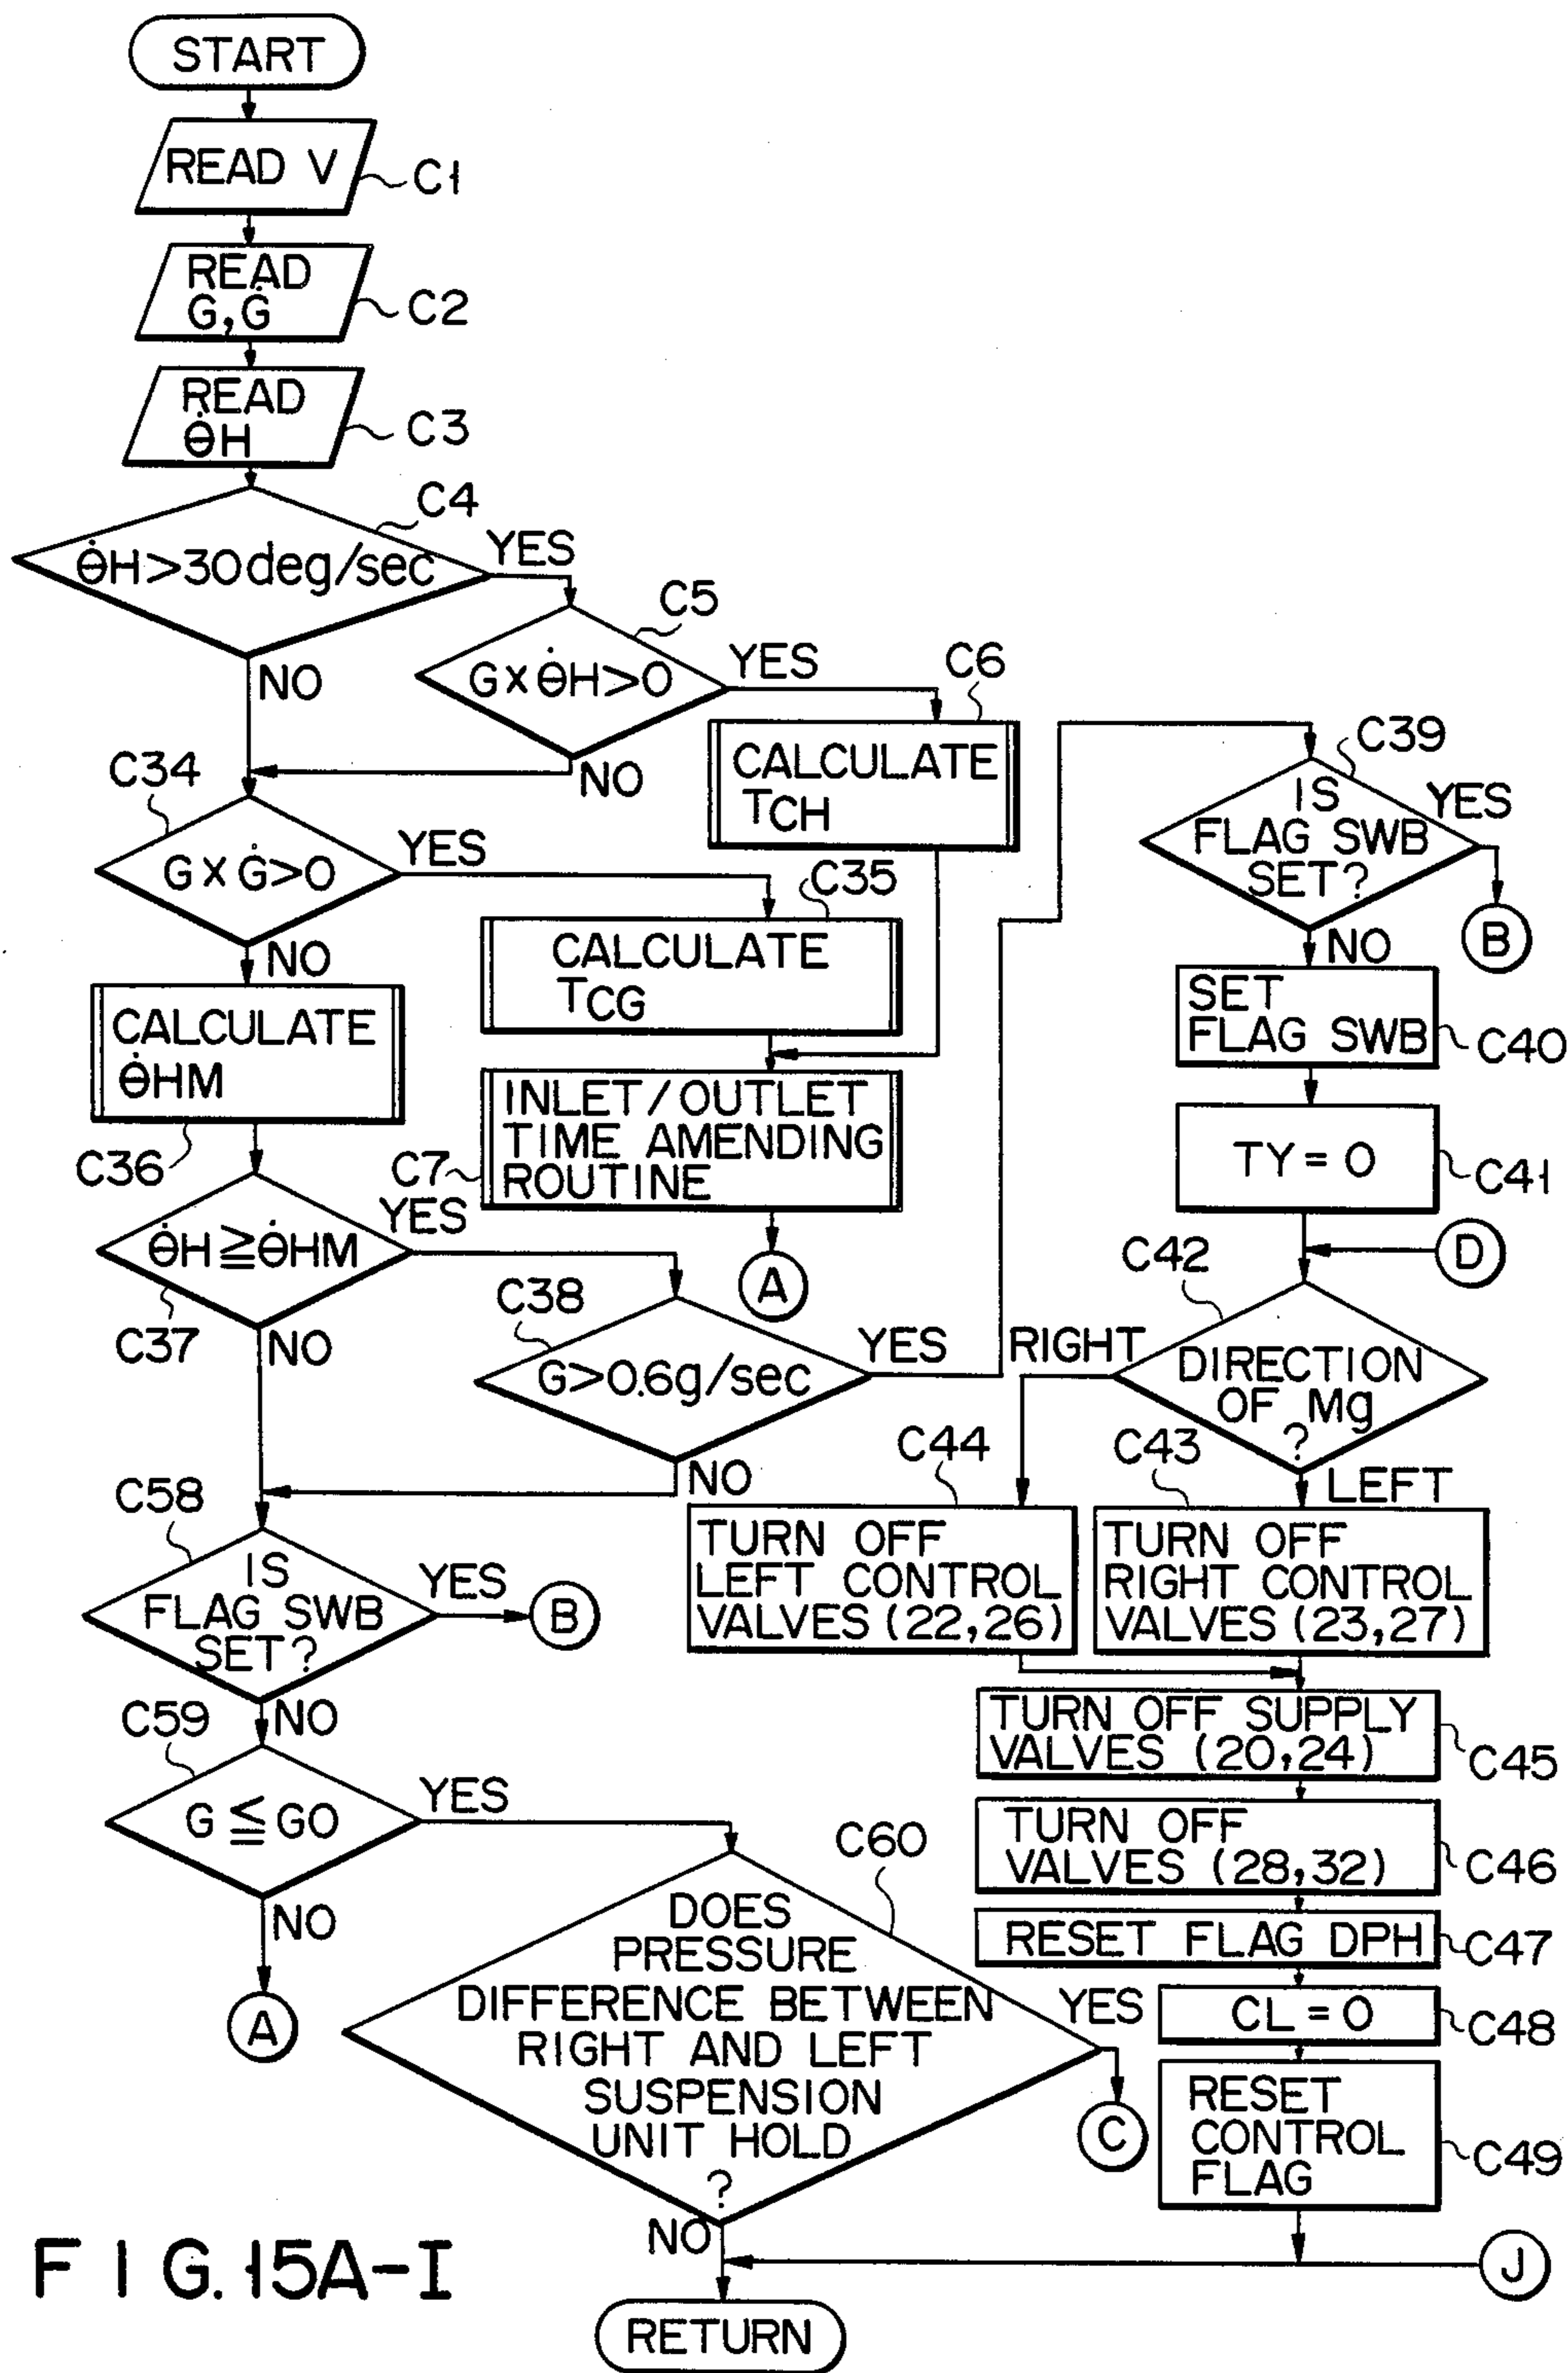 START
READ V
C1
READ
G, Ġ
C2
READ
θ̇H
C3
C4
θ̇H>30deg/sec
YES
NO
C5
G×θ̇H>0
YES
NO
C6
CALCULATE
TCH
C34
G×Ġ>0
YES
NO
C35
CALCULATE
TCG
CALCULATE
θ̇HM
C36
INLET/OUTLET
TIME AMENDING
ROUTINE
C7
A
θ̇H≧θ̇HM
YES
C37
NO
C38
G>0.6g/sec
YES
NO
C39
IS
FLAG SWB
SET?
YES
B
NO
SET
FLAG SWB
C40
TY=0
C41
D
C42
DIRECTION
OF Mg
?
RIGHT
LEFT
C44
TURN OFF
LEFT CONTROL
VALVES (22,26)
C43
TURN OFF
RIGHT CONTROL
VALVES (23,27)
TURN OFF SUPPLY
VALVES (20,24)
C45
TURN OFF
VALVES (28,32)
C46
RESET FLAG DPH
C47
CL=0
C48
RESET
CONTROL
FLAG
C49
C58
IS
FLAG SWB
SET?
YES
B
NO
C59
G≦GO
YES
NO
A
C60
DOES
PRESSURE
DIFFERENCE BETWEEN
RIGHT AND LEFT
SUSPENSION
UNIT HOLD
?
YES
C
NO
J
RETURN
FIG. 15A-I